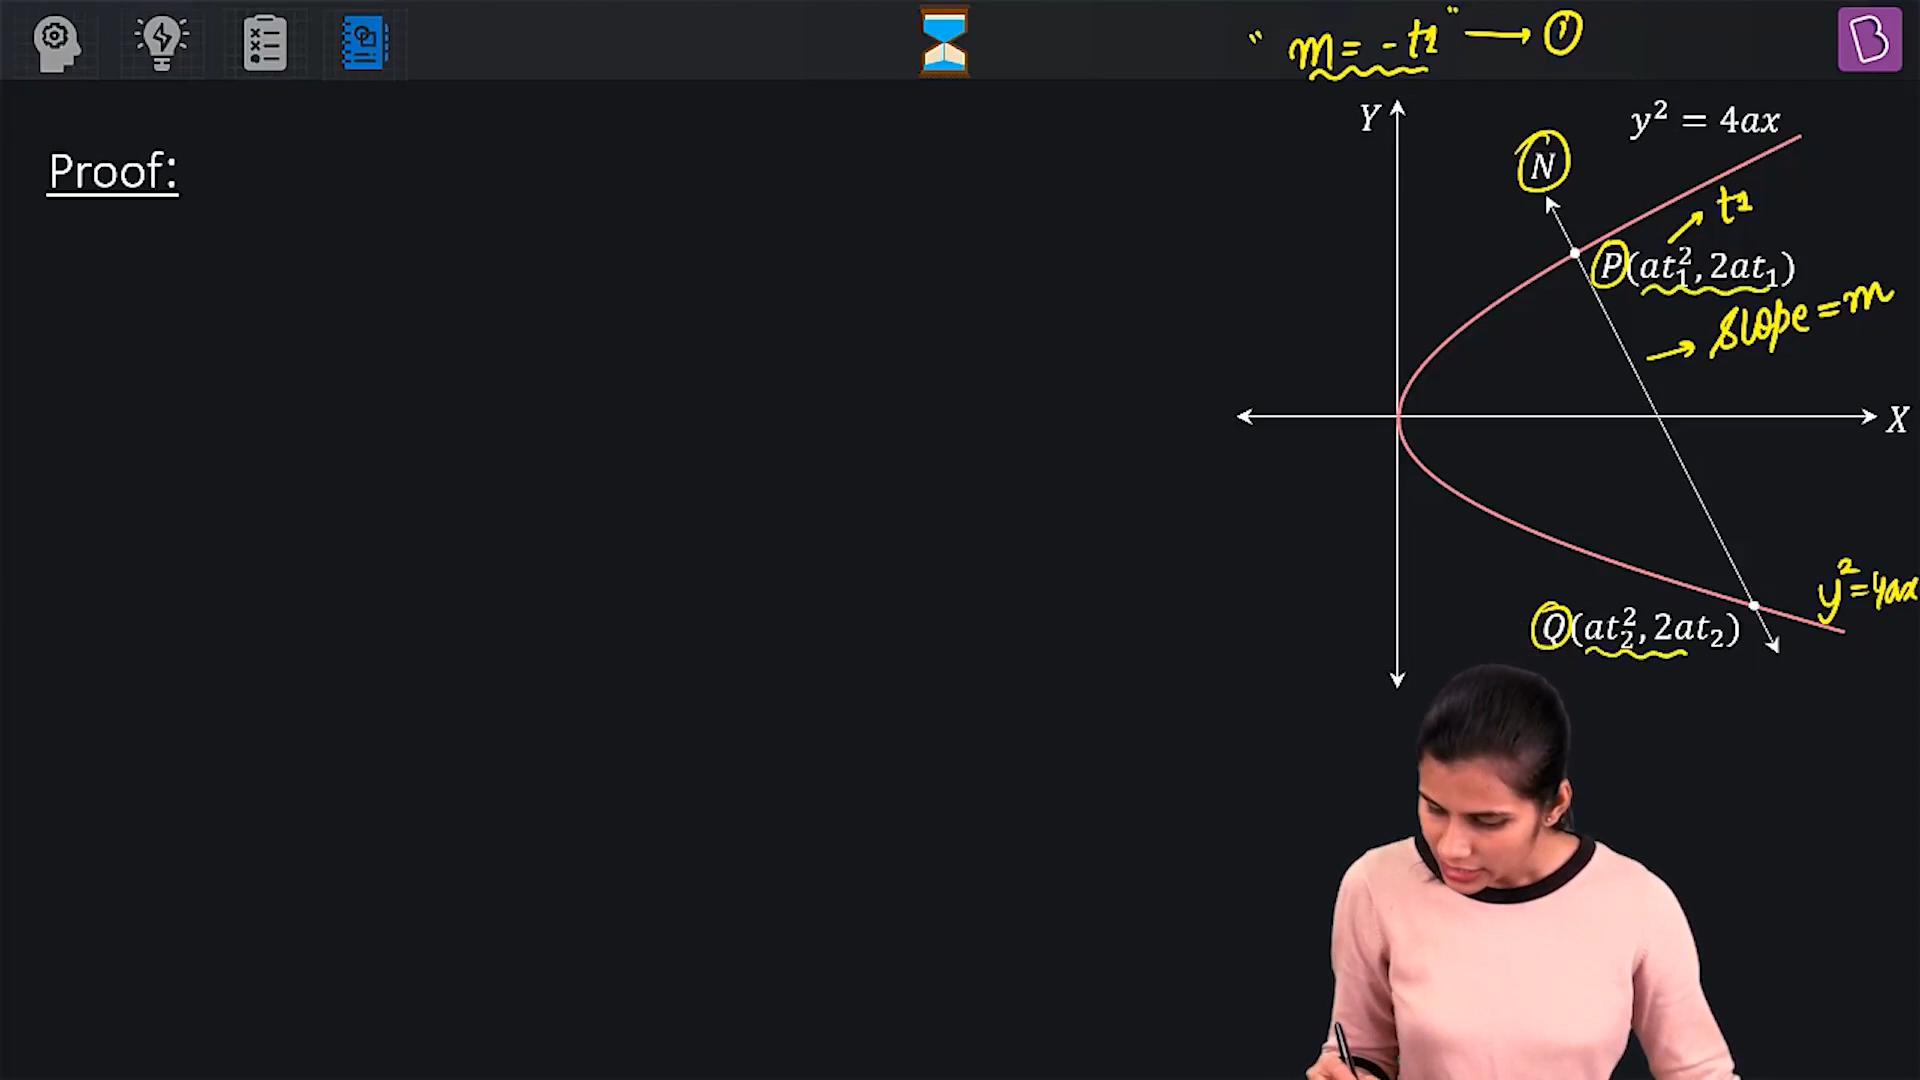 " m = - t1 " → ①
B
Y
y² = 4ax
N
Proof:
t1
P(at₁², 2at₁)
→ slope = m
X
y² = 4ax
Q(at₂², 2at₂)